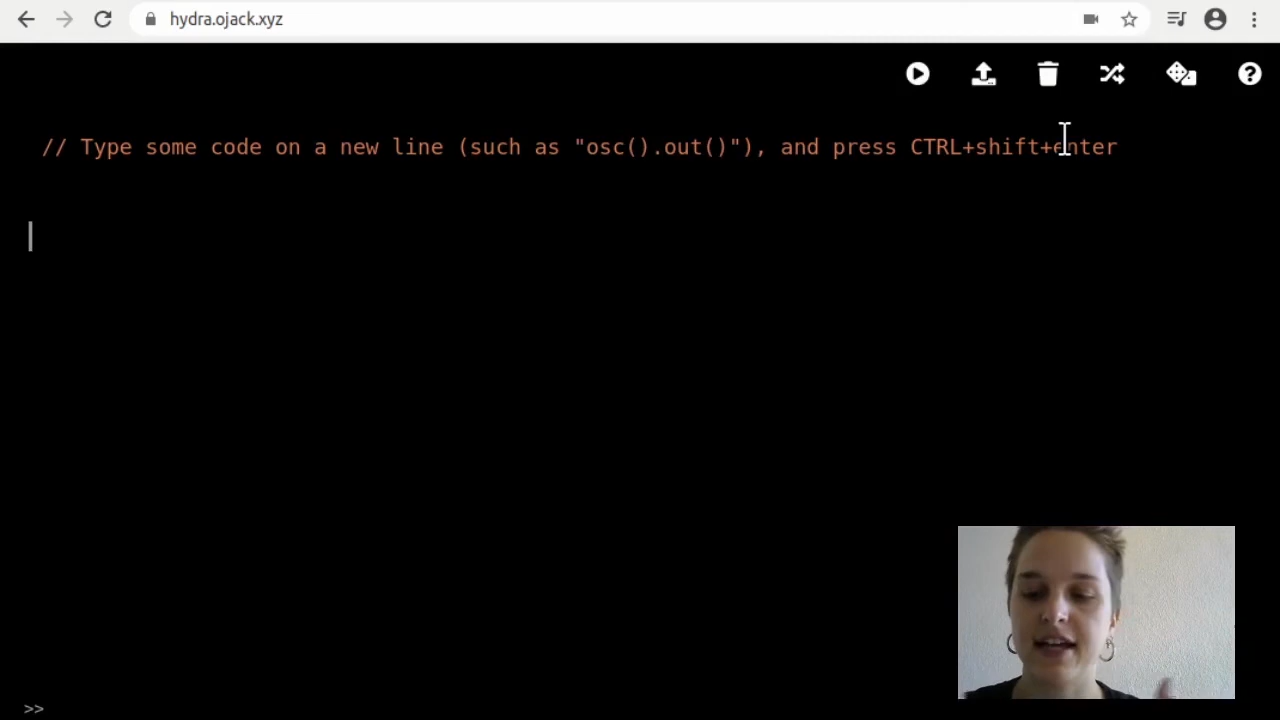 hydra.ojack.xyz
// Type some code on a new line (such as "osc().out()"), and press CTRL+shift+enter
>>